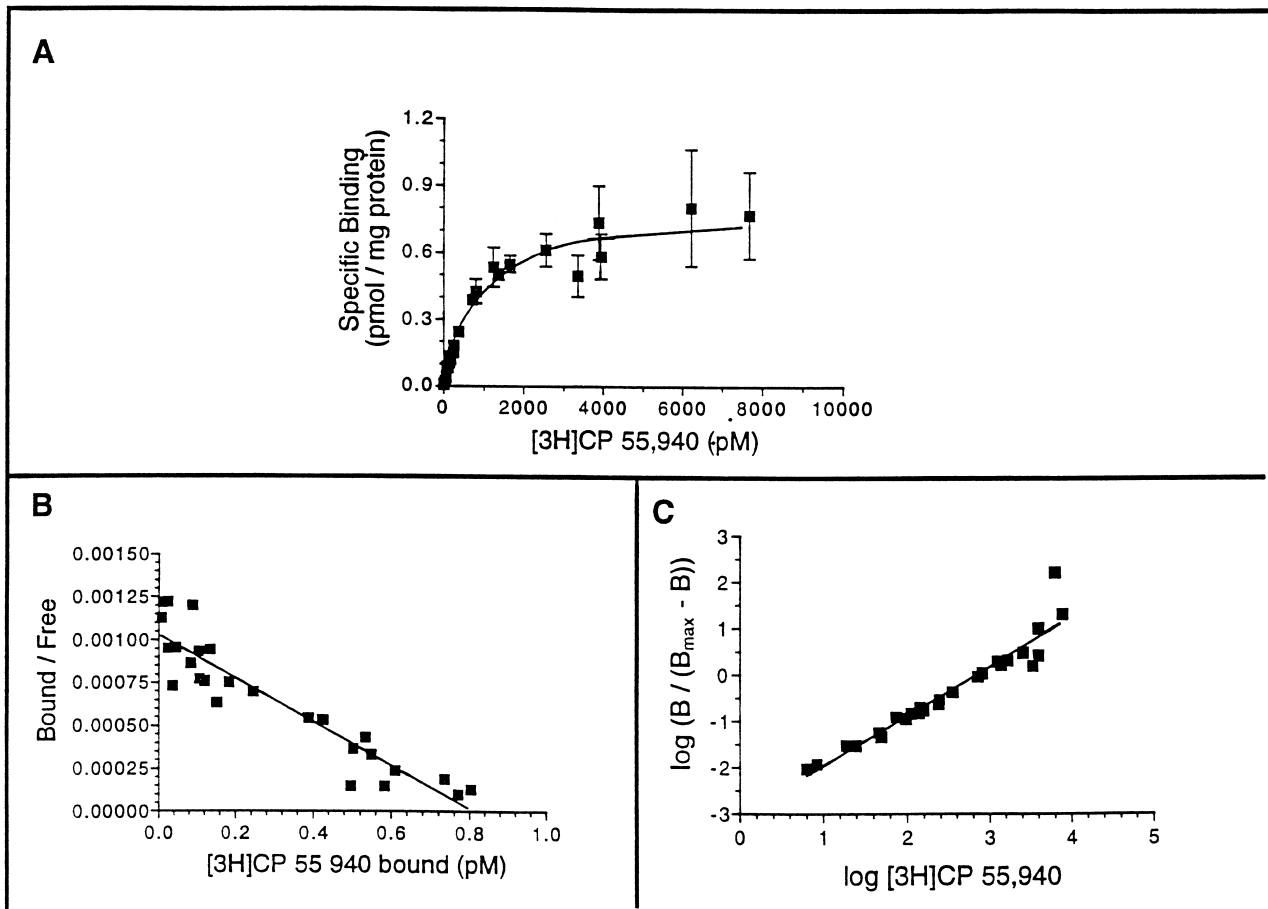 A
Specific Binding
(pmol / mg protein)
1.2
0.9
0.6
0.3
0.0
0 2000 4000 6000 8000 10000
[3H]CP 55,940 (pM)
B
Bound / Free
0.00150
0.00125
0.00100
0.00075
0.00050
0.00025
0.00000
0.0 0.2 0.4 0.6 0.8 1.0
[3H]CP 55 940 bound (pM)
C
log (B / (Bmax - B))
3
2
1
0
-1
-2
-3
0 1 2 3 4 5
log [3H]CP 55,940